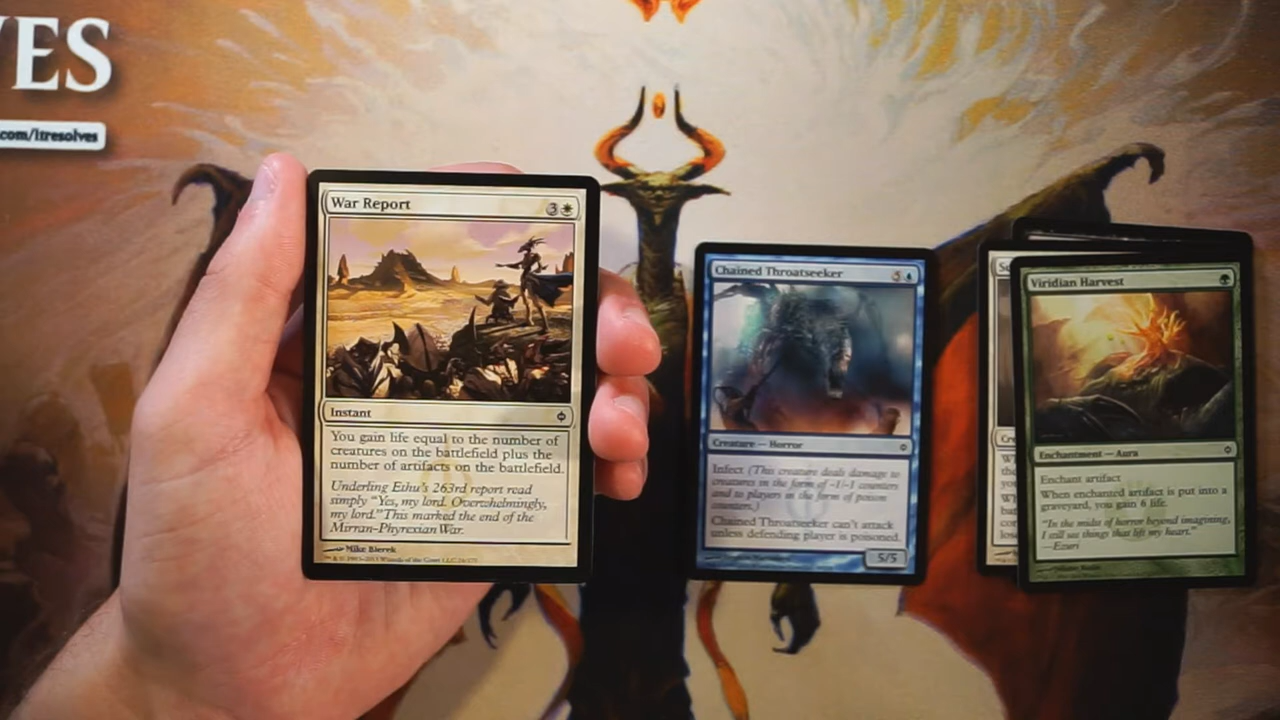 VES
.com/ltresolves
War Report
3
Instant
You gain life equal to the number of
creatures on the battlefield plus the
number of artifacts on the battlefield.
Underling Ethu's 263rd report read
simply "Yes, my lord. Overwhelmingly,
my lord." This marked the end of the
Mirran-Phyrexian War.
Mike Bierek
Chained Throatseeker
5
Creature — Horror
Infect (This creature deals damage to
creatures in the form of -1/-1 counters
and to players in the form of poison
counters.)
Chained Throatseeker can't attack
unless defending player is poisoned.
5/5
Viridian Harvest
Enchantment — Aura
Enchant artifact
When enchanted artifact is put into a
graveyard, you gain 6 life.
"In the midst of horror beyond imagining,
I still see things that lift my heart."
—Ezuri